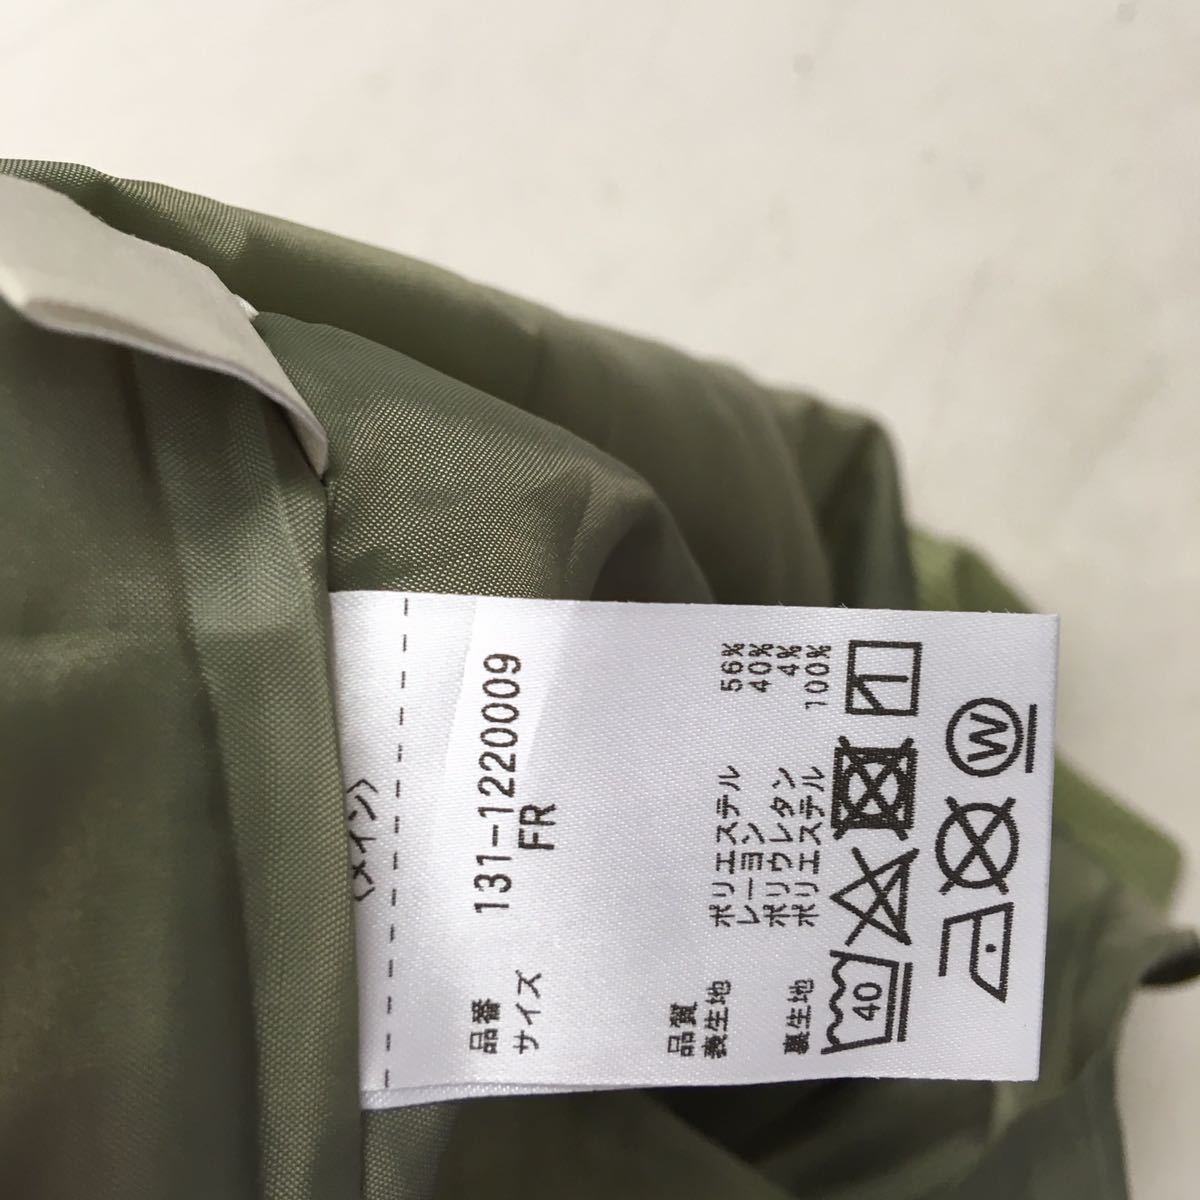 〈メイン〉
品番 131-1220009
サイズ FR
品質
表生地 ポリエステル 56%
レーヨン 40%
ポリウレタン 4%
裏生地 ポリエステル 100%
40
W